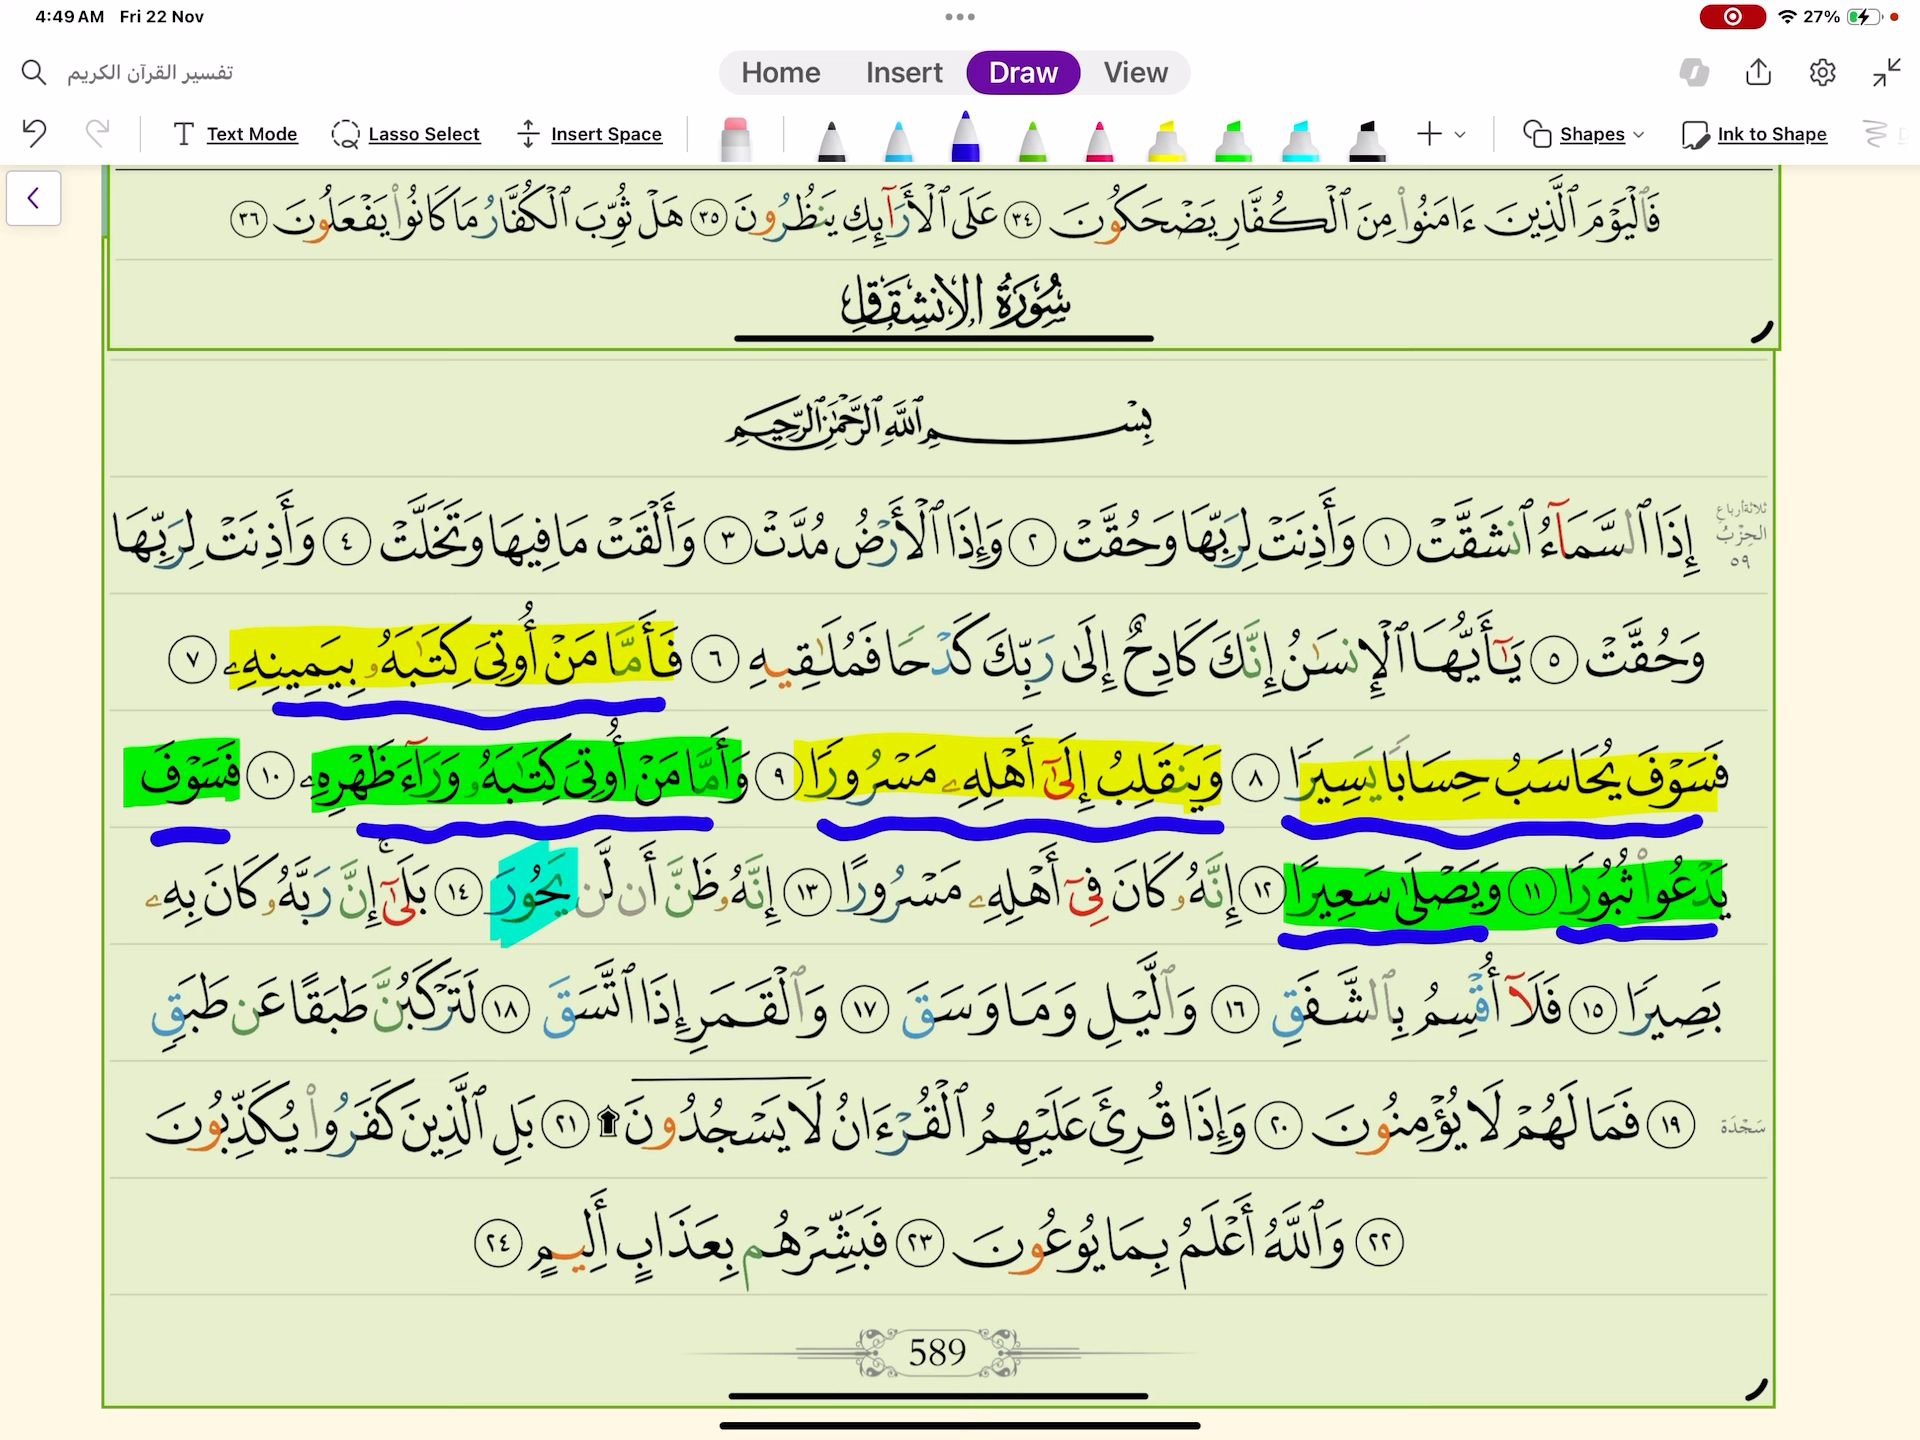 4:49 AM Fri 22 Nov
27%
تفسير القرآن الكريم
Home Insert Draw View
Text Mode Lasso Select Insert Space Shapes Ink to Shape
فَٱلْيَوْمَ ٱلَّذِينَ ءَامَنُوا۟ مِنَ ٱلْكُفَّارِ يَضْحَكُونَ ٣٤ عَلَى ٱلْأَرَآئِكِ يَنظُرُونَ ٣٥ هَلْ ثُوِّبَ ٱلْكُفَّارُ مَا كَانُوا۟ يَفْعَلُونَ ٣٦
سُورَةُ الانشِقَاقِ
بِسْمِ ٱللَّهِ ٱلرَّحْمَٰنِ ٱلرَّحِيمِ
ثلاثة أرباع
الحِزْبُ
٥٩
إِذَا ٱلسَّمَآءُ ٱنشَقَّتْ ١ وَأَذِنَتْ لِرَبِّهَا وَحُقَّتْ ٢ وَإِذَا ٱلْأَرْضُ مُدَّتْ ٣ وَأَلْقَتْ مَا فِيهَا وَتَخَلَّتْ ٤ وَأَذِنَتْ لِرَبِّهَا
وَحُقَّتْ ٥ يَٰٓأَيُّهَا ٱلْإِنسَٰنُ إِنَّكَ كَادِحٌ إِلَىٰ رَبِّكَ كَدْحًا فَمُلَٰقِيهِ ٦ فَأَمَّا مَنْ أُوتِىَ كِتَٰبَهُۥ بِيَمِينِهِۦ ٧
فَسَوْفَ يُحَاسَبُ حِسَابًا يَسِيرًا ٨ وَيَنقَلِبُ إِلَىٰٓ أَهْلِهِۦ مَسْرُورًا ٩ وَأَمَّا مَنْ أُوتِىَ كِتَٰبَهُۥ وَرَآءَ ظَهْرِهِۦ ١٠ فَسَوْفَ
يَدْعُوا۟ ثُبُورًا ١١ وَيَصْلَىٰ سَعِيرًا ١٢ إِنَّهُۥ كَانَ فِىٓ أَهْلِهِۦ مَسْرُورًا ١٣ إِنَّهُۥ ظَنَّ أَن لَّن يَحُورَ ١٤ بَلَىٰٓ ۚ إِنَّ رَبَّهُۥ كَانَ بِهِۦ
بَصِيرًا ١٥ فَلَآ أُقْسِمُ بِٱلشَّفَقِ ١٦ وَٱلَّيْلِ وَمَا وَسَقَ ١٧ وَٱلْقَمَرِ إِذَا ٱتَّسَقَ ١٨ لَتَرْكَبُنَّ طَبَقًا عَن طَبَقٍ
١٩ فَمَا لَهُمْ لَا يُؤْمِنُونَ ٢٠ وَإِذَا قُرِئَ عَلَيْهِمُ ٱلْقُرْءَانُ لَا يَسْجُدُونَ ۩ ٢١ بَلِ ٱلَّذِينَ كَفَرُوا۟ يُكَذِّبُونَ
سَجْدَة
٢٢ وَٱللَّهُ أَعْلَمُ بِمَا يُوعُونَ ٢٣ فَبَشِّرْهُم بِعَذَابٍ أَلِيمٍ ٢٤
589